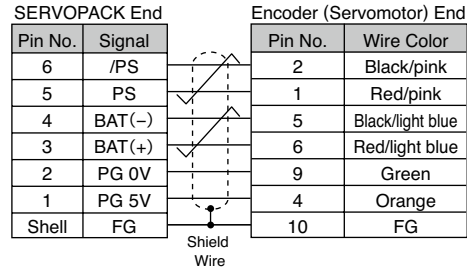 SERVOPACK End Encoder (Servomotor) End
Pin No. Signal Pin No. Wire Color
6 /PS 2 Black/pink
5 PS 1 Red/pink
4 BAT(−) 5 Black/light blue
3 BAT(+) 6 Red/light blue
2 PG 0V 9 Green
1 PG 5V 4 Orange
Shell FG 10 FG
Shield
Wire